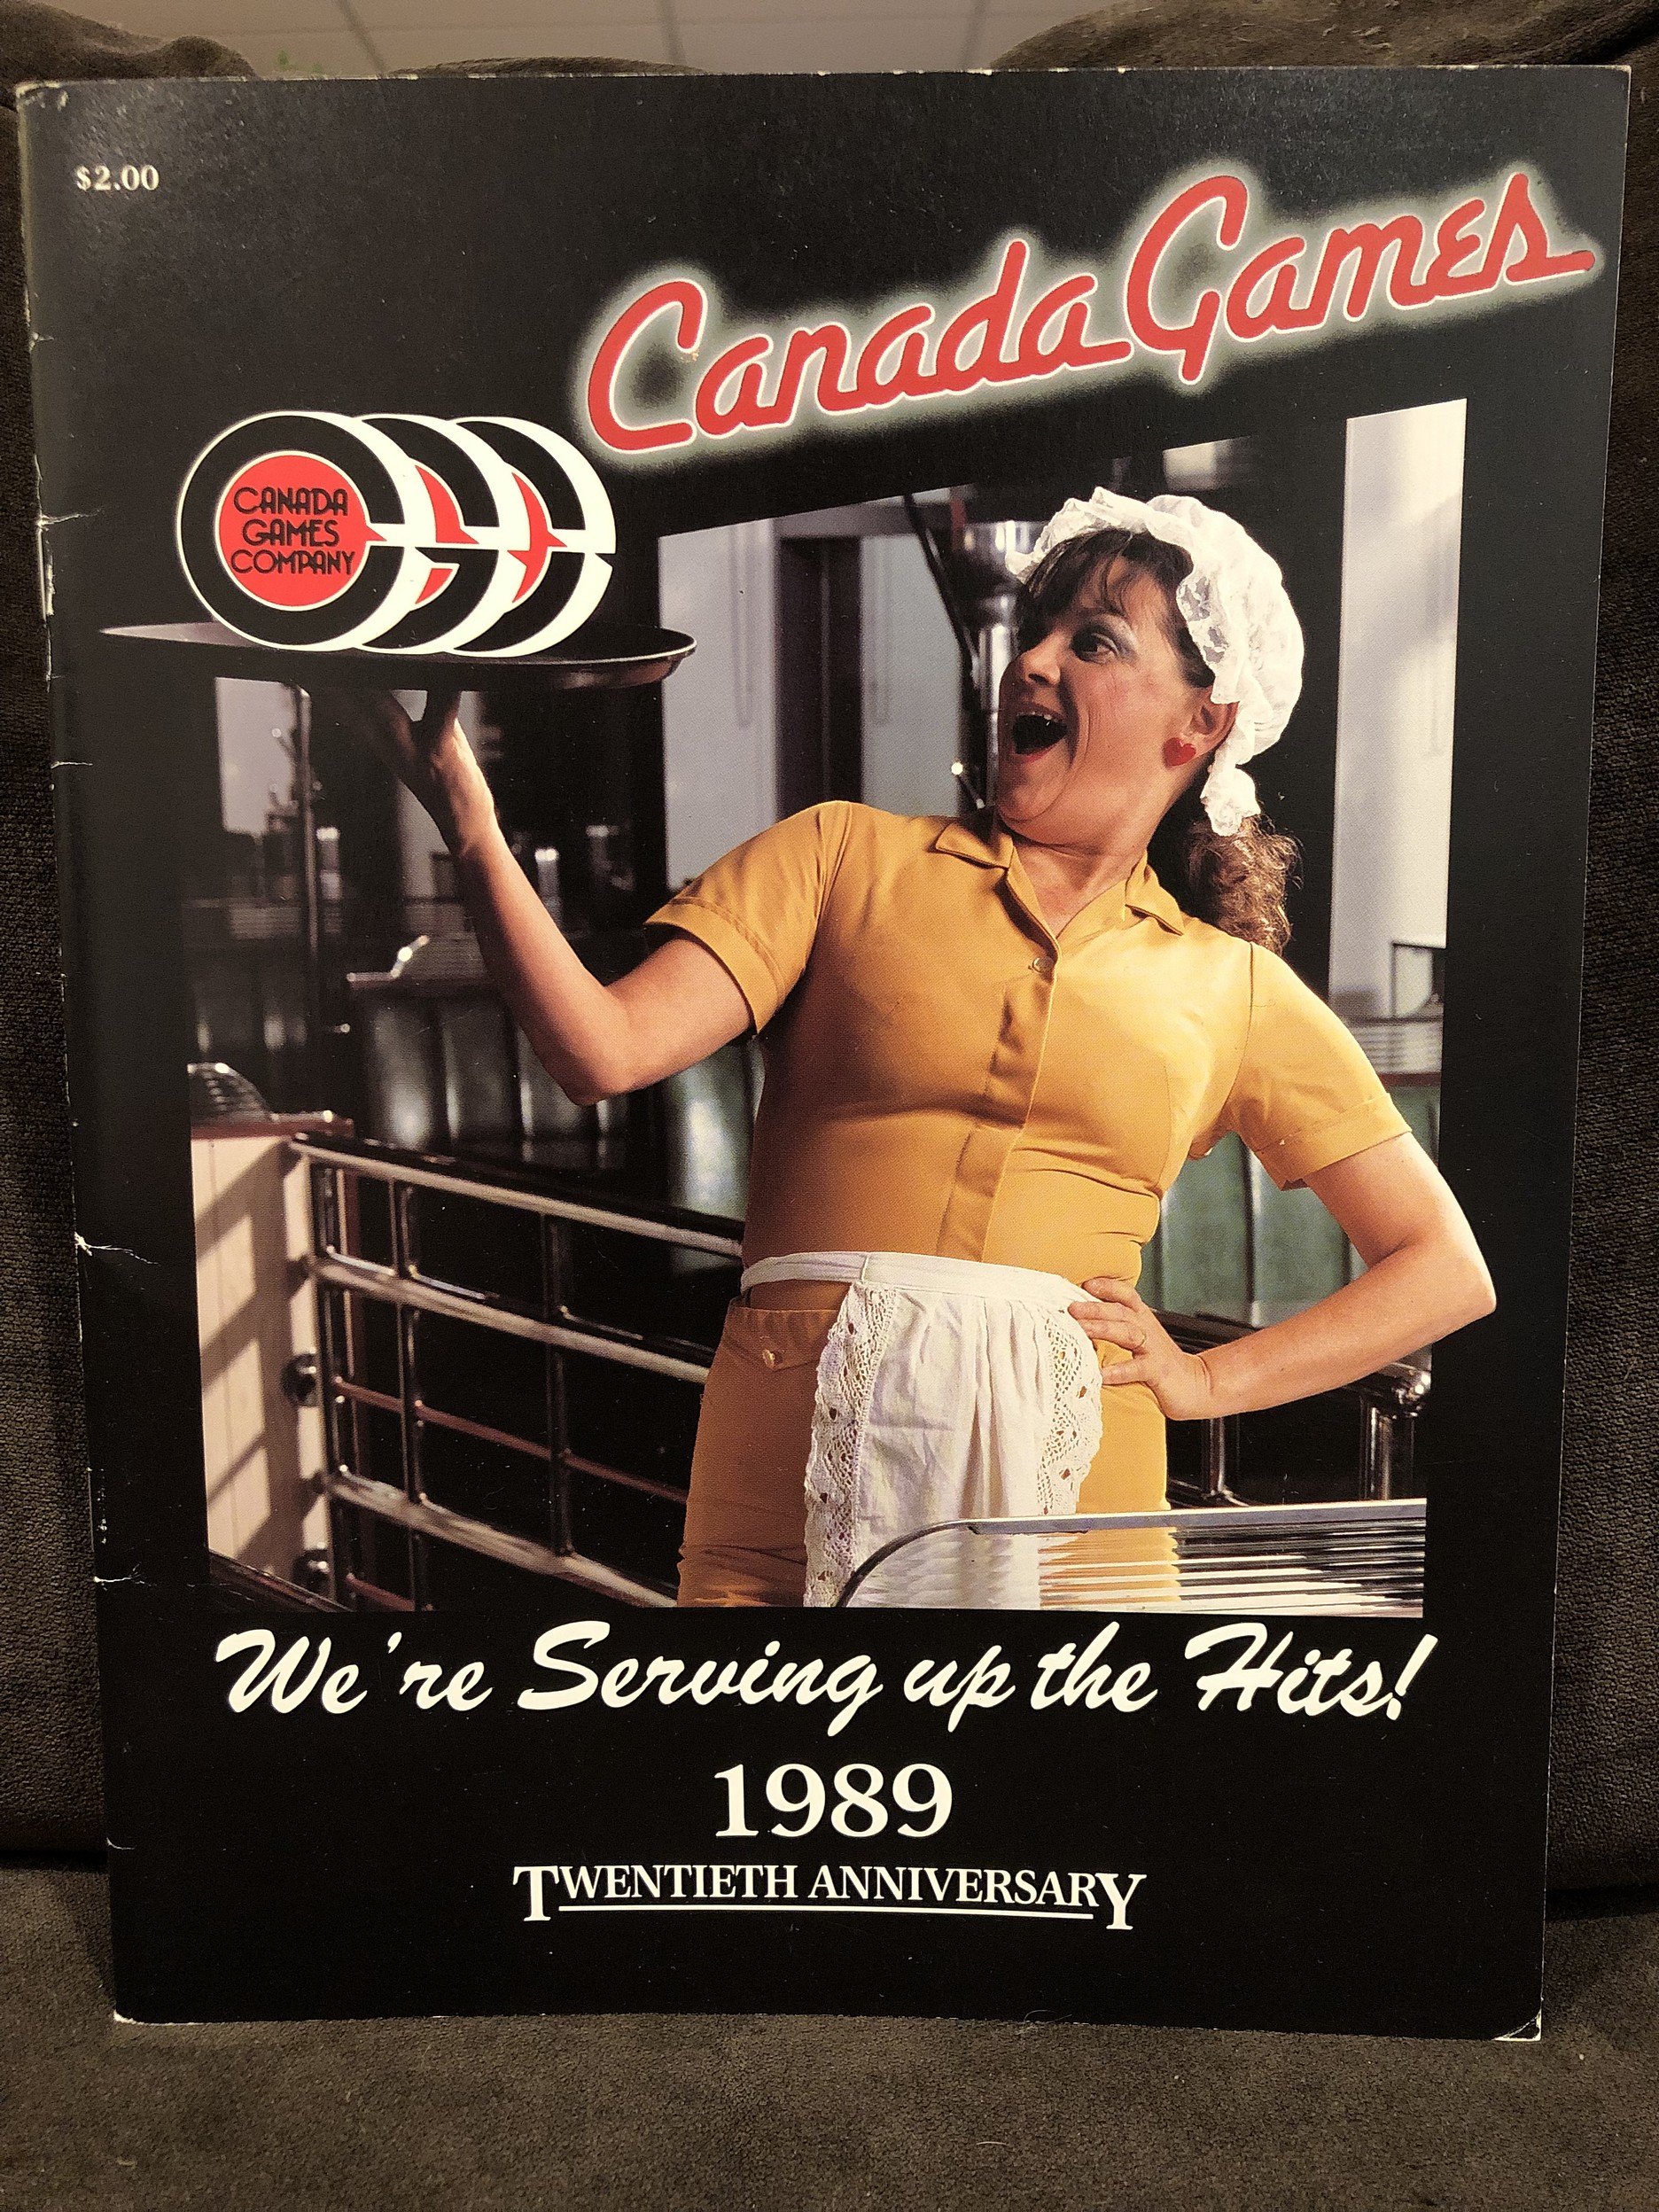 $2.00
Canada Games
CANADA
GAMES
COMPANY
We're Serving up the Hits!
1989
TWENTIETH ANNIVERSARY